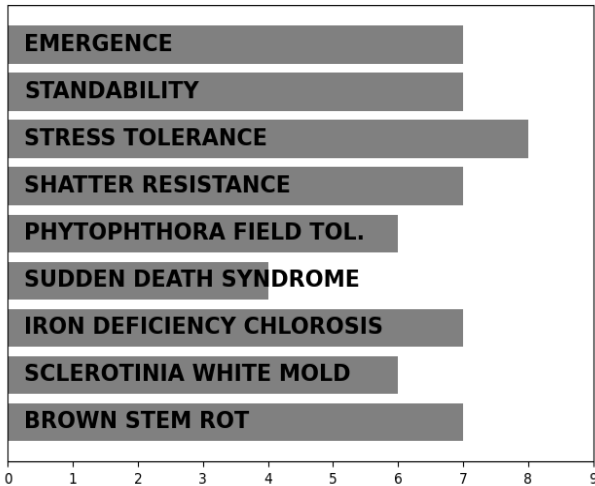 EMERGENCE
STANDABILITY
STRESS TOLERANCE
SHATTER RESISTANCE
PHYTOPHTHORA FIELD TOL.
SUDDEN DEATH SYNDROME
IRON DEFICIENCY CHLOROSIS
SCLEROTINIA WHITE MOLD
BROWN STEM ROT
0 1 2 3 4 5 6 7 8 9